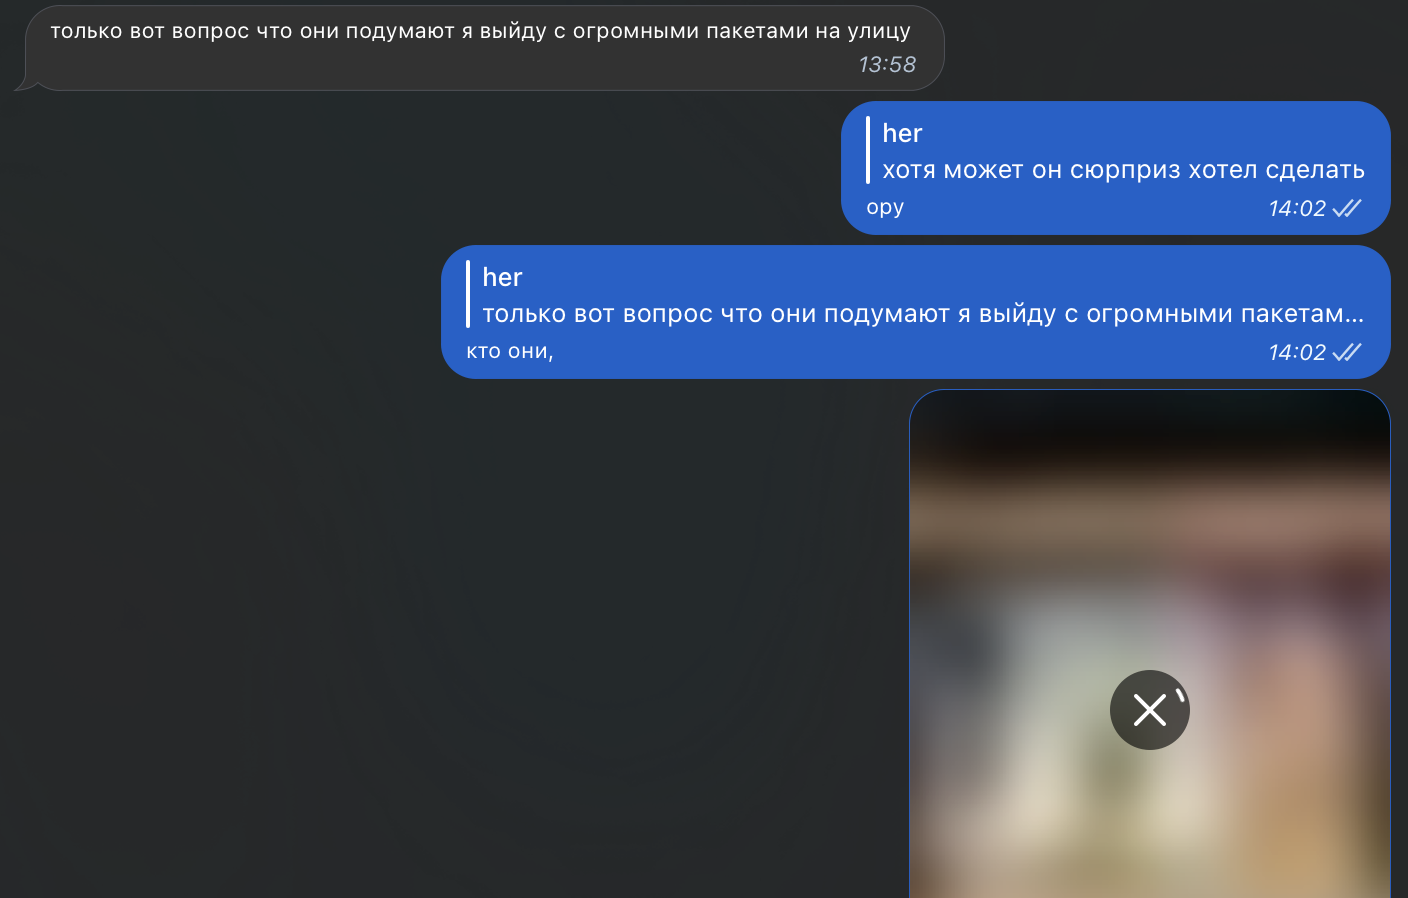 только вот вопрос что они подумают я выйду с огромными пакетами на улицу
13:58
her
хотя может он сюрприз хотел сделать
ору
14:02
her
только вот вопрос что они подумают я выйду с огромными пакетам...
кто они,
14:02